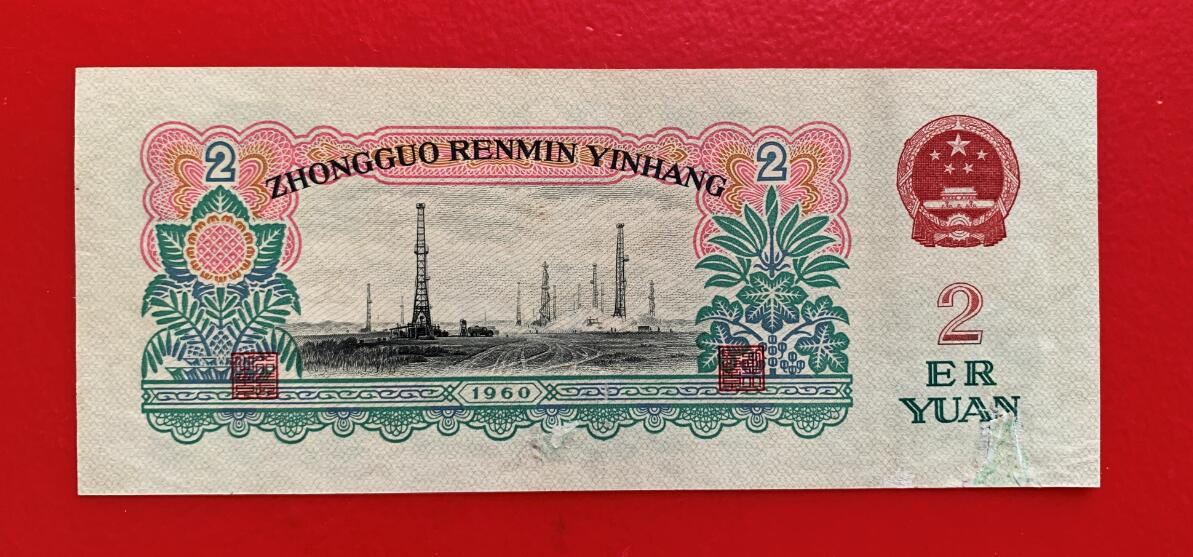 2 2
ZHONGGUO RENMIN YINHANG
1960
2
ER
YUAN